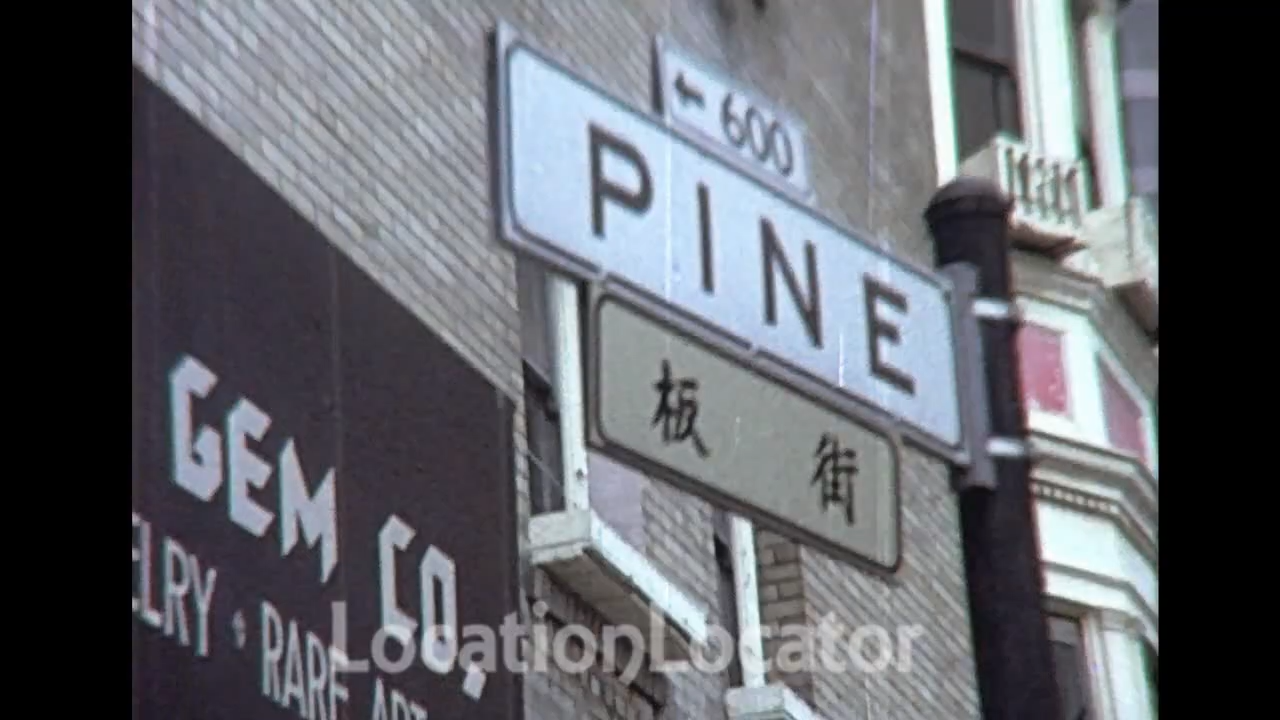 ← 600
PINE
板街
GEM CO.
ELRY • RARE ART
LocationLocator